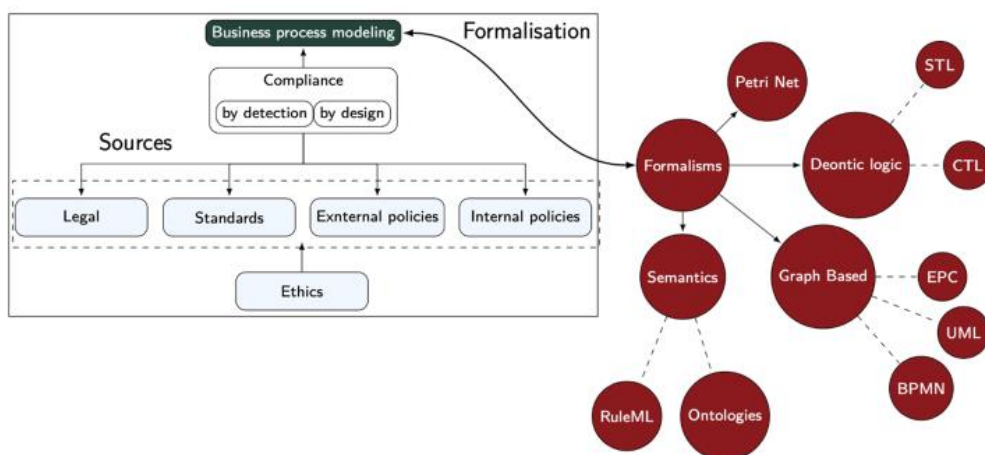 Business process modeling
Formalisation
Compliance
by detection
by design
Sources
Legal
Standards
Exnternal policies
Internal policies
Ethics
Petri Net
STL
Formalisms
Deontic logic
CTL
Semantics
Graph Based
EPC
UML
BPMN
RuleML
Ontologies